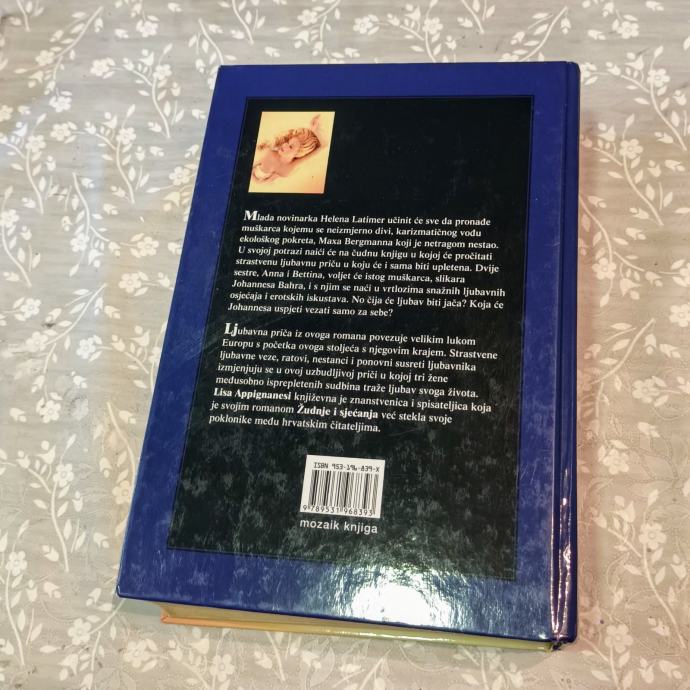 Mlada novinarka Helena Latimer učinit će sve da pronađe
muškarca kojemu se neizmjerno divi, karizmatičnog vođu
ekološkog pokreta, Maxa Bergmanna koji je netragom nestao.
U svojoj potrazi naići će na čudnu knjigu u kojoj će pročitati
strastvenu ljubavnu priču u koju će i sama biti upletena. Dvije
sestre, Anna i Bettina, voljet će istog muškarca, slikara
Johannesa Bahra, i s njim se naći u vrtlozima snažnih ljubavnih
osjećaja i erotskih iskustava. No čija će ljubav biti jača? Koja će
Johannesa uspjeti vezati samo za sebe?
Ljubavna priča iz ovoga romana povezuje velikim lukom
Europu s početka ovoga stoljeća s njegovim krajem. Strastvene
ljubavne veze, ratovi, nestanci i ponovni susreti ljubavnika
izmjenjuju se u ovoj uzbudljivoj priči u kojoj tri žene
međusobno isprepletenih sudbina traže ljubav svoga života.
Lisa Appignanesi književna je znanstvenica i spisateljica koja
je svojim romanom Žudnje i sjećanja već stekla svoje
poklonike među hrvatskim čitateljima.
ISBN 953-196-839-X
9 789531 968393
mozaik knjiga